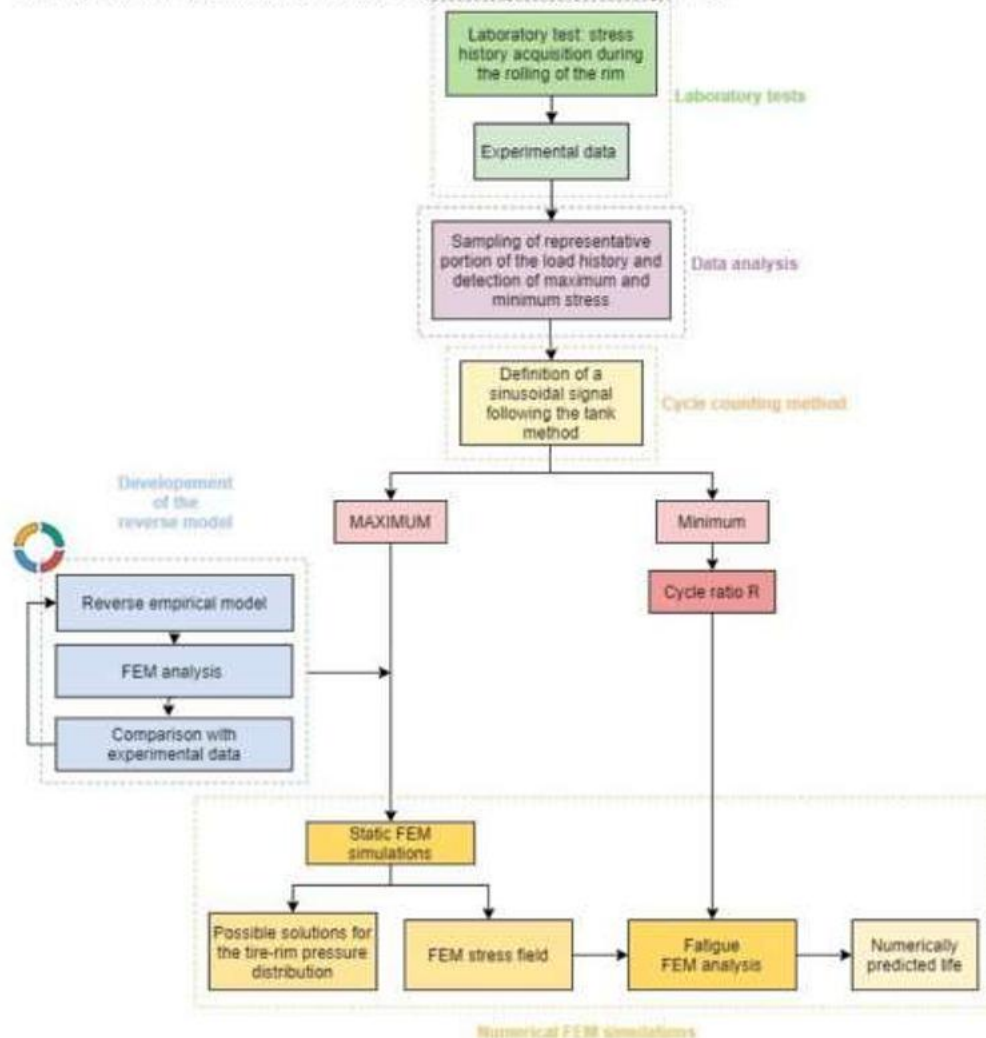 Laboratory test: stress
history acquisition during
the rolling of the rim
Laboratory tests
Experimental data
Sampling of representative
portion of the load history and
detection of maximum and
minimum stress
Data analysis
Definition of a
sinusoidal signal
following the tank
method
Cycle counting method
Developement
of the
reverse model
MAXIMUM
Minimum
Cycle ratio R
Reverse empirical model
FEM analysis
Comparison with
experimental data
Static FEM
simulations
Possible solutions for
the tire-rim pressure
distribution
FEM stress field
Fatigue
FEM analysis
Numerically
predicted life
Numerical FEM simulations